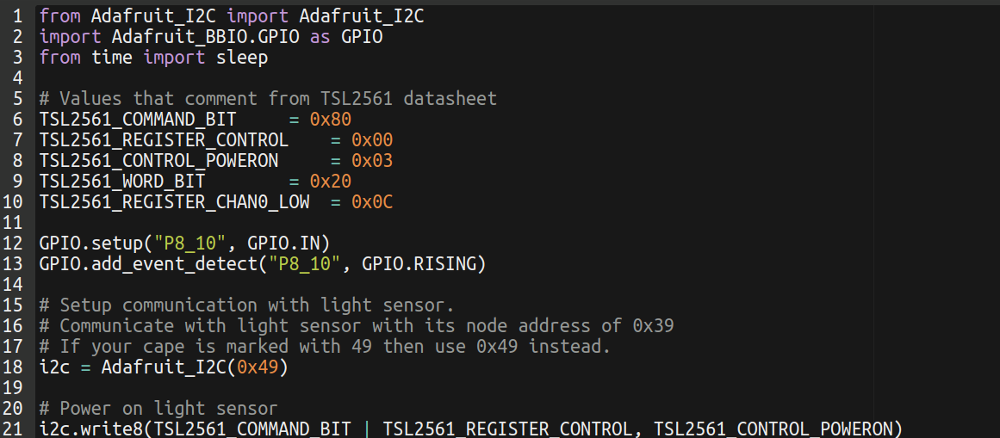 1 from Adafruit_I2C import Adafruit_I2C
2 import Adafruit_BBIO.GPIO as GPIO
3 from time import sleep
4
5 # Values that comment from TSL2561 datasheet
6 TSL2561_COMMAND_BIT     = 0x80
7 TSL2561_REGISTER_CONTROL    = 0x00
8 TSL2561_CONTROL_POWERON     = 0x03
9 TSL2561_WORD_BIT        = 0x20
10 TSL2561_REGISTER_CHAN0_LOW  = 0x0C
11
12 GPIO.setup("P8_10", GPIO.IN)
13 GPIO.add_event_detect("P8_10", GPIO.RISING)
14
15 # Setup communication with light sensor.
16 # Communicate with light sensor with its node address of 0x39
17 # If your cape is marked with 49 then use 0x49 instead.
18 i2c = Adafruit_I2C(0x49)
19
20 # Power on light sensor
21 i2c.write8(TSL2561_COMMAND_BIT | TSL2561_REGISTER_CONTROL, TSL2561_CONTROL_POWERON)